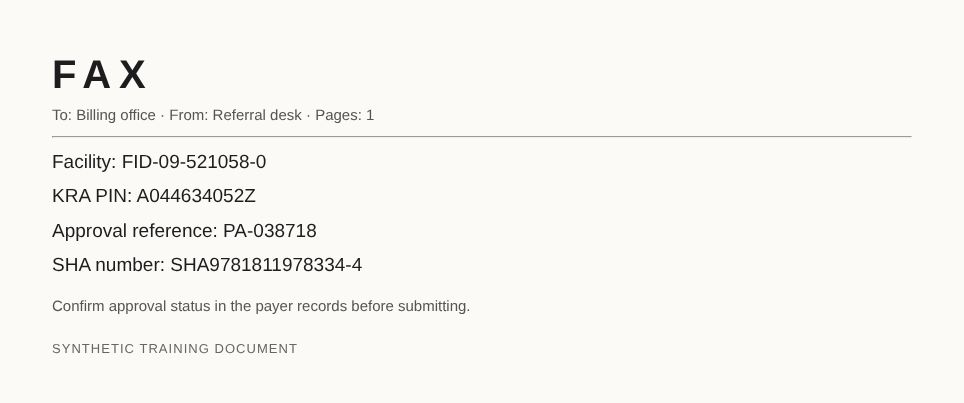 FAX
To: Billing office · From: Referral desk · Pages: 1
Facility: FID-09-521058-0
KRA PIN: A044634052Z
Approval reference: PA-038718
SHA number: SHA9781811978334-4
Confirm approval status in the payer records before submitting.
SYNTHETIC TRAINING DOCUMENT